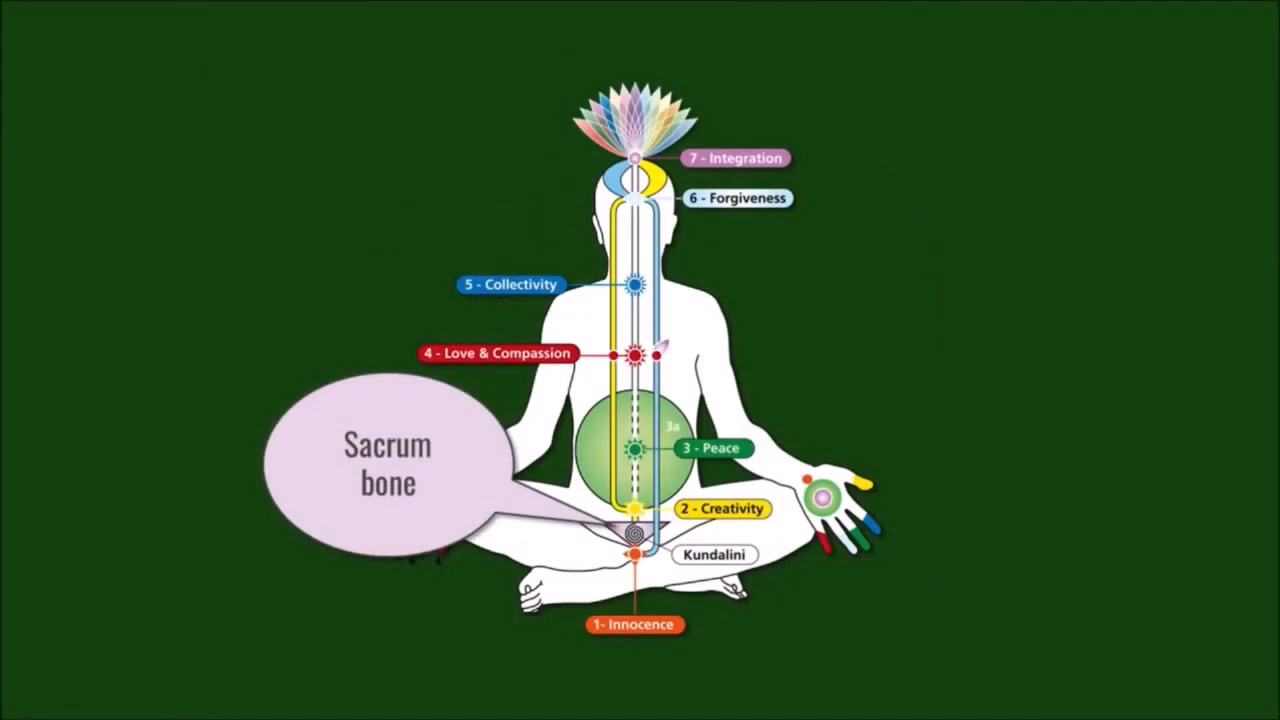 7 - Integration
6 - Forgiveness
5 - Collectivity
4 - Love & Compassion
Sacrum
bone
3a
3 - Peace
2 - Creativity
Kundalini
1- Innocence